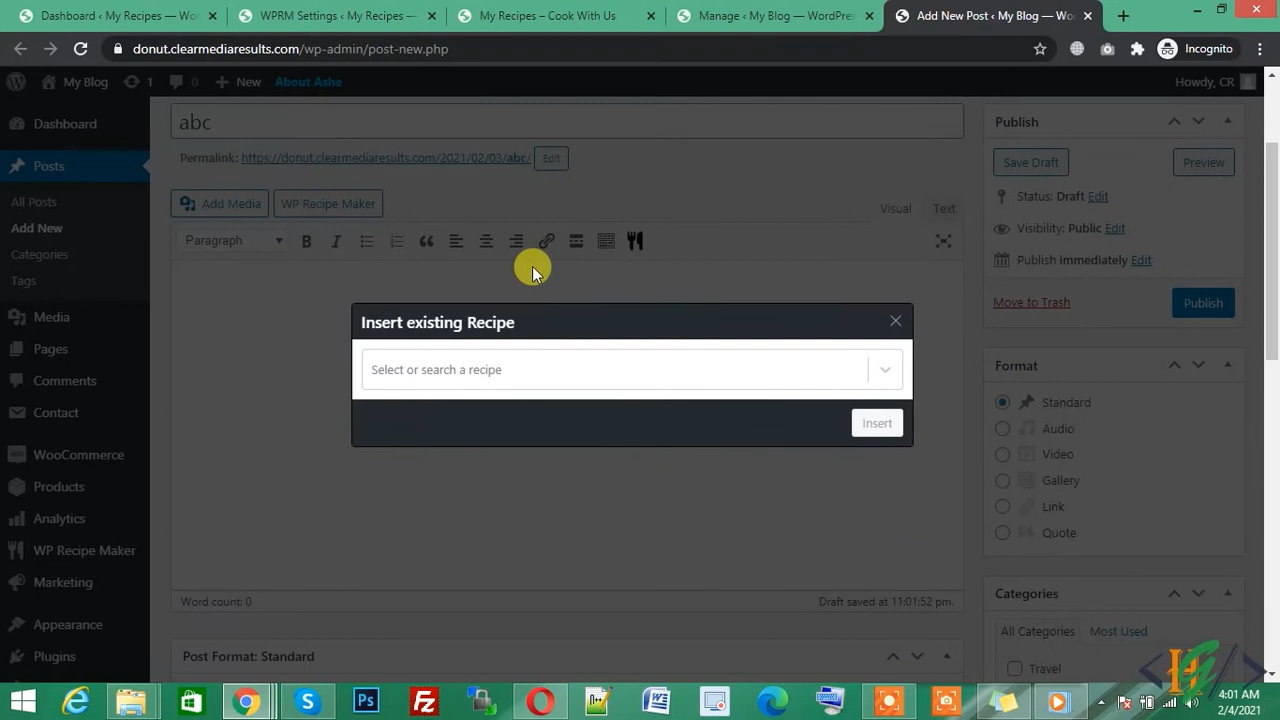 Dashboard ‹ My Recipes — Wo
WPRM Settings ‹ My Recipes —
My Recipes – Cook With Us
Manage ‹ My Blog — WordPress
Add New Post ‹ My Blog — Wor
donut.clearmediaresults.com/wp-admin/post-new.php
Incognito
My Blog
1
0
New
About Ashe
Howdy, CR
Dashboard
Posts
All Posts
Add New
Categories
Tags
Media
Pages
Comments
Contact
WooCommerce
Products
Analytics
WP Recipe Maker
Marketing
Appearance
Plugins
abc
Permalink: https://donut.clearmediaresults.com/2021/02/03/abc/ Edit
Add Media
WP Recipe Maker
Visual
Text
Paragraph
Insert existing Recipe
Select or search a recipe
Insert
Word count: 0
Draft saved at 11:01:52 pm.
Post Format: Standard
Publish
Save Draft
Preview
Status: Draft Edit
Visibility: Public Edit
Publish immediately Edit
Move to Trash
Publish
Format
Standard
Audio
Video
Gallery
Link
Quote
Categories
All Categories
Most Used
Travel
4:01 AM
2/4/2021